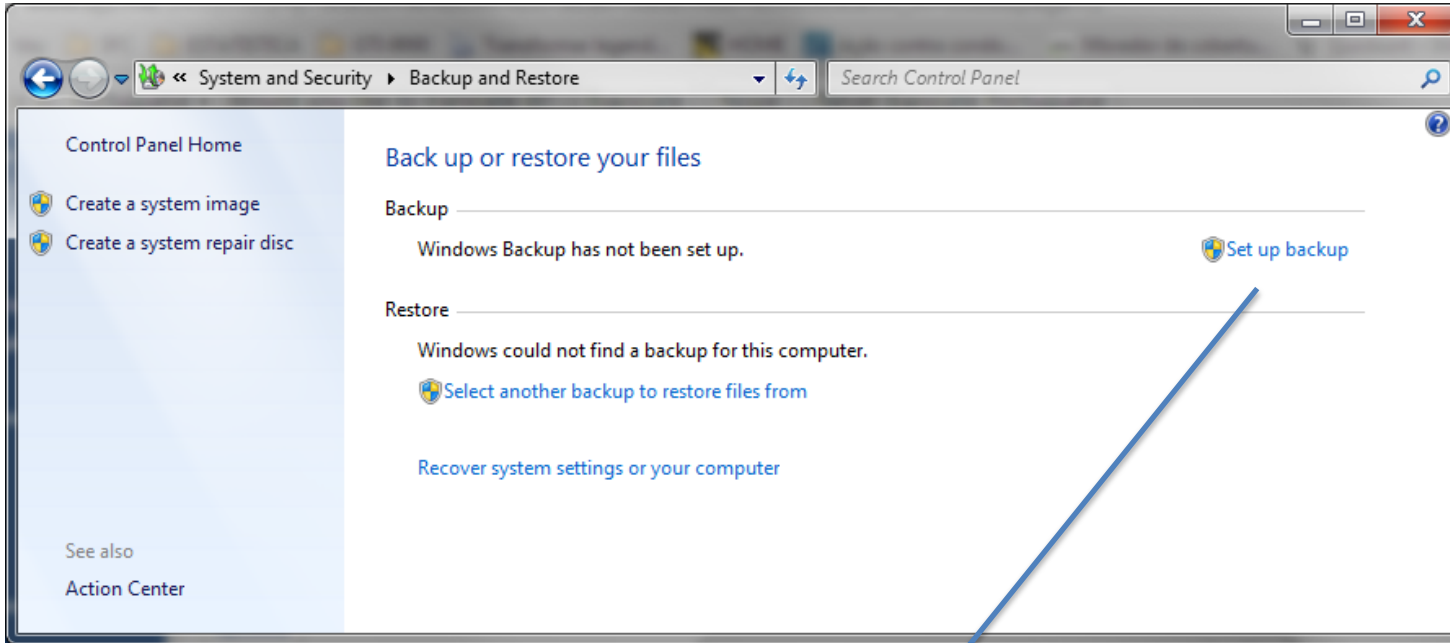 « System and Security ▸ Backup and Restore
Search Control Panel
Control Panel Home
Create a system image
Create a system repair disc
Back up or restore your files
Backup
Windows Backup has not been set up.
Set up backup
Restore
Windows could not find a backup for this computer.
Select another backup to restore files from
Recover system settings or your computer
See also
Action Center